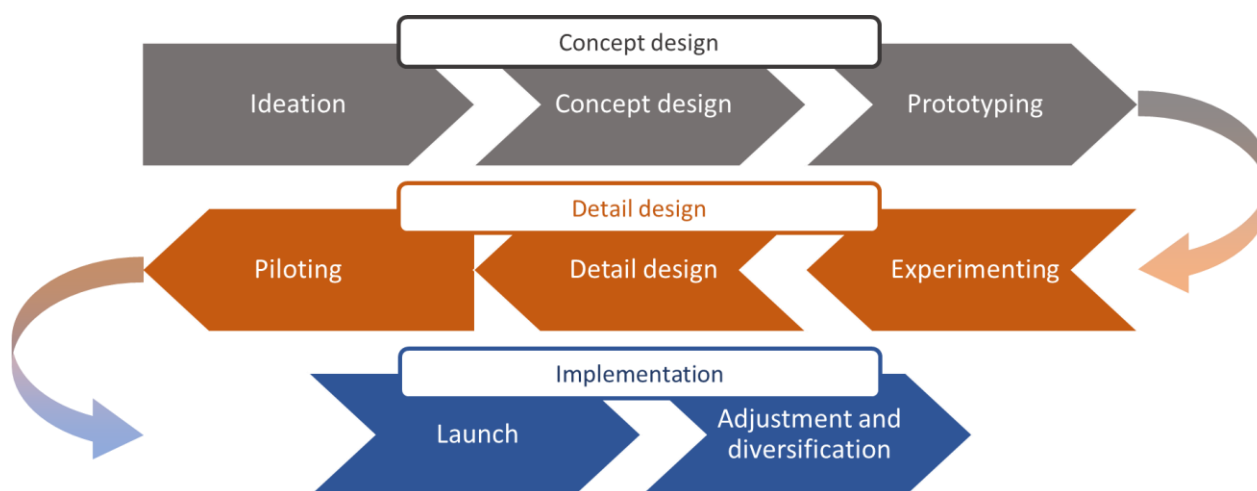 Concept design
Ideation
Concept design
Prototyping
Detail design
Piloting
Detail design
Experimenting
Implementation
Launch
Adjustment and
diversification